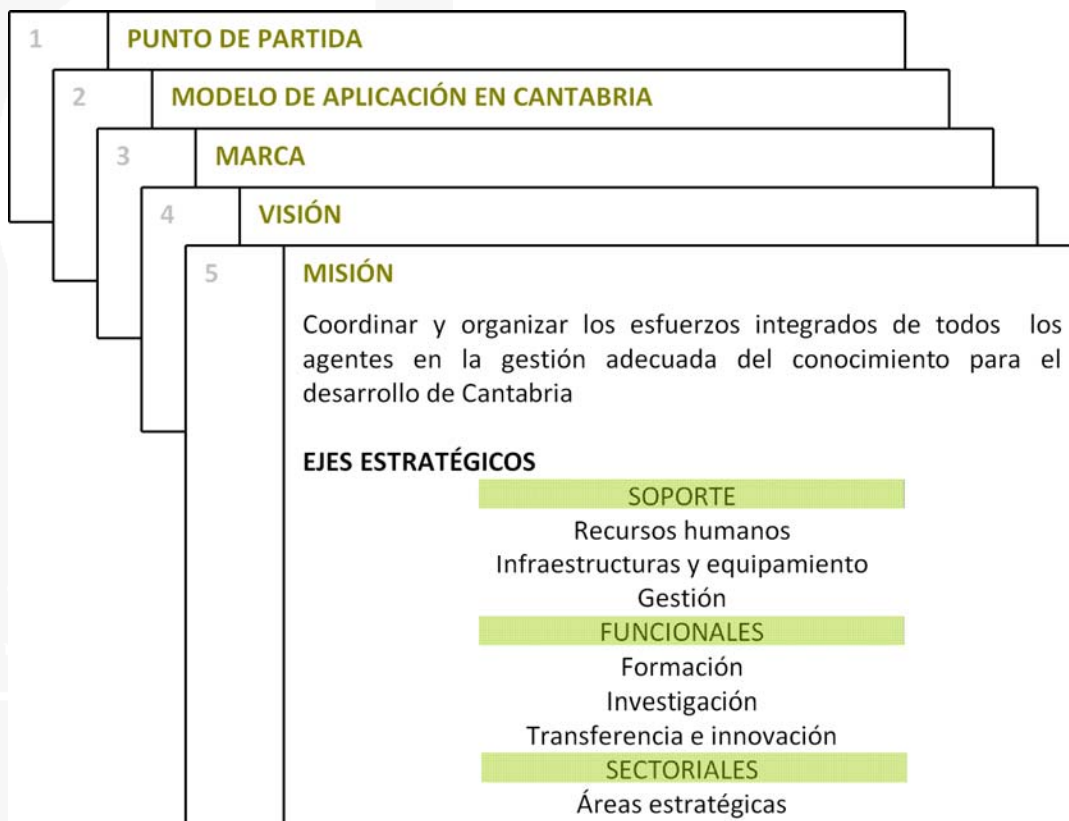 1 PUNTO DE PARTIDA
2 MODELO DE APLICACIÓN EN CANTABRIA
3 MARCA
4 VISIÓN
5 MISIÓN
Coordinar y organizar los esfuerzos integrados de todos los
agentes en la gestión adecuada del conocimiento para el
desarrollo de Cantabria
EJES ESTRATÉGICOS
SOPORTE
Recursos humanos
Infraestructuras y equipamiento
Gestión
FUNCIONALES
Formación
Investigación
Transferencia e innovación
SECTORIALES
Áreas estratégicas